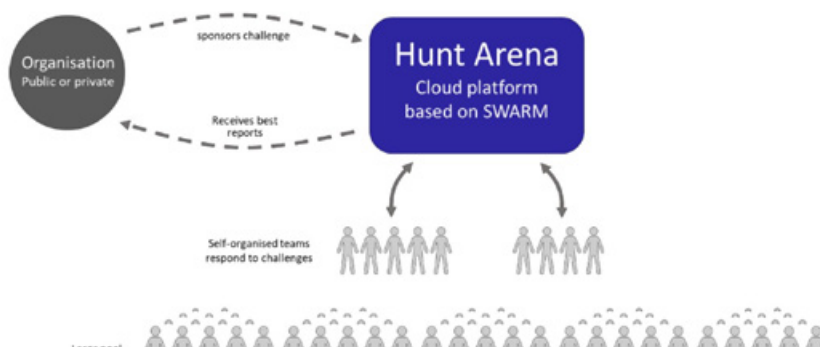 Organisation
Public or private
sponsors challenge
Hunt Arena
Cloud platform
based on SWARM
Receives best
reports
Self-organised teams
respond to challenges